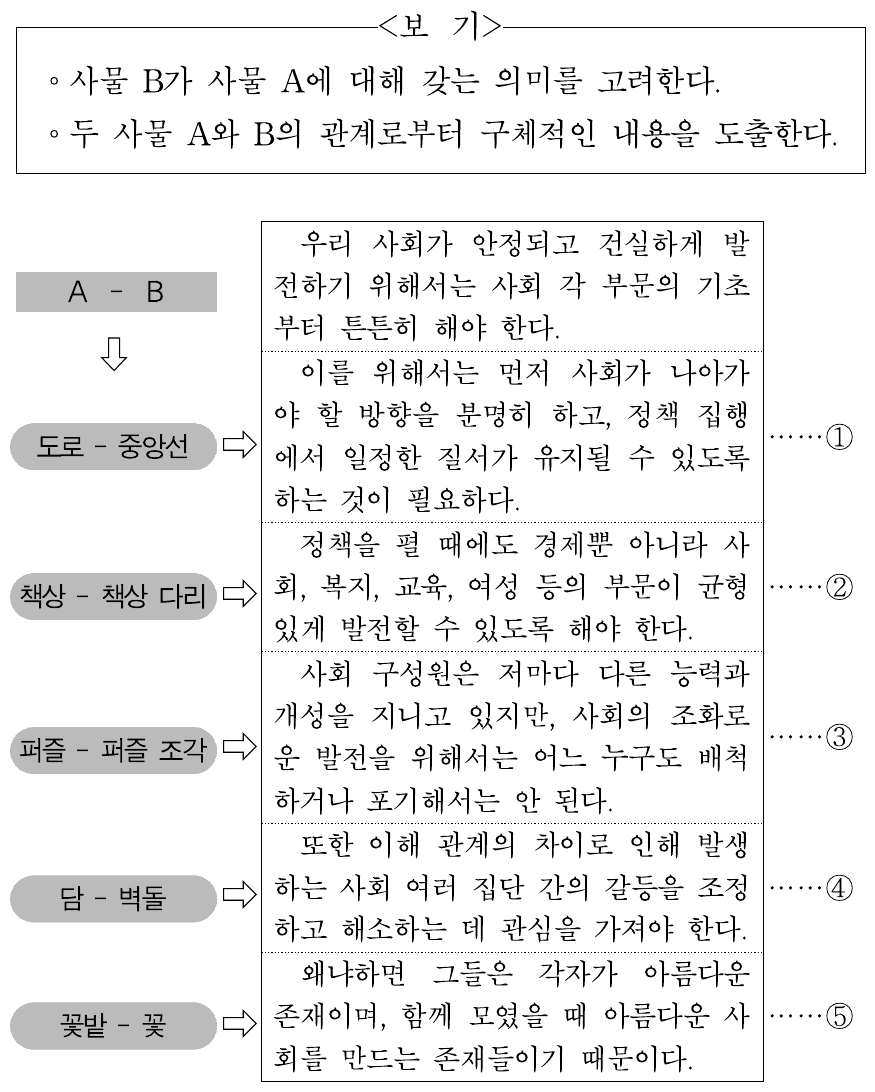 <보 기>
◦ 사물 B가 사물 A에 대해 갖는 의미를 고려한다.
◦ 두 사물 A와 B의 관계로부터 구체적인 내용을 도출한다.
A - B
⇩
우리 사회가 안정되고 건실하게 발
전하기 위해서는 사회 각 부문의 기초
부터 튼튼히 해야 한다.
도로 - 중앙선 ⇨
이를 위해서는 먼저 사회가 나아가
야 할 방향을 분명히 하고, 정책 집행
에서 일정한 질서가 유지될 수 있도록
하는 것이 필요하다.
……①
책상 - 책상 다리 ⇨
정책을 펼 때에도 경제뿐 아니라 사
회, 복지, 교육, 여성 등의 부문이 균형
있게 발전할 수 있도록 해야 한다.
……②
퍼즐 - 퍼즐 조각 ⇨
사회 구성원은 저마다 다른 능력과
개성을 지니고 있지만, 사회의 조화로
운 발전을 위해서는 어느 누구도 배척
하거나 포기해서는 안 된다.
……③
담 - 벽돌 ⇨
또한 이해 관계의 차이로 인해 발생
하는 사회 여러 집단 간의 갈등을 조정
하고 해소하는 데 관심을 가져야 한다.
……④
꽃밭 - 꽃 ⇨
왜냐하면 그들은 각자가 아름다운
존재이며, 함께 모였을 때 아름다운 사
회를 만드는 존재들이기 때문이다.
……⑤